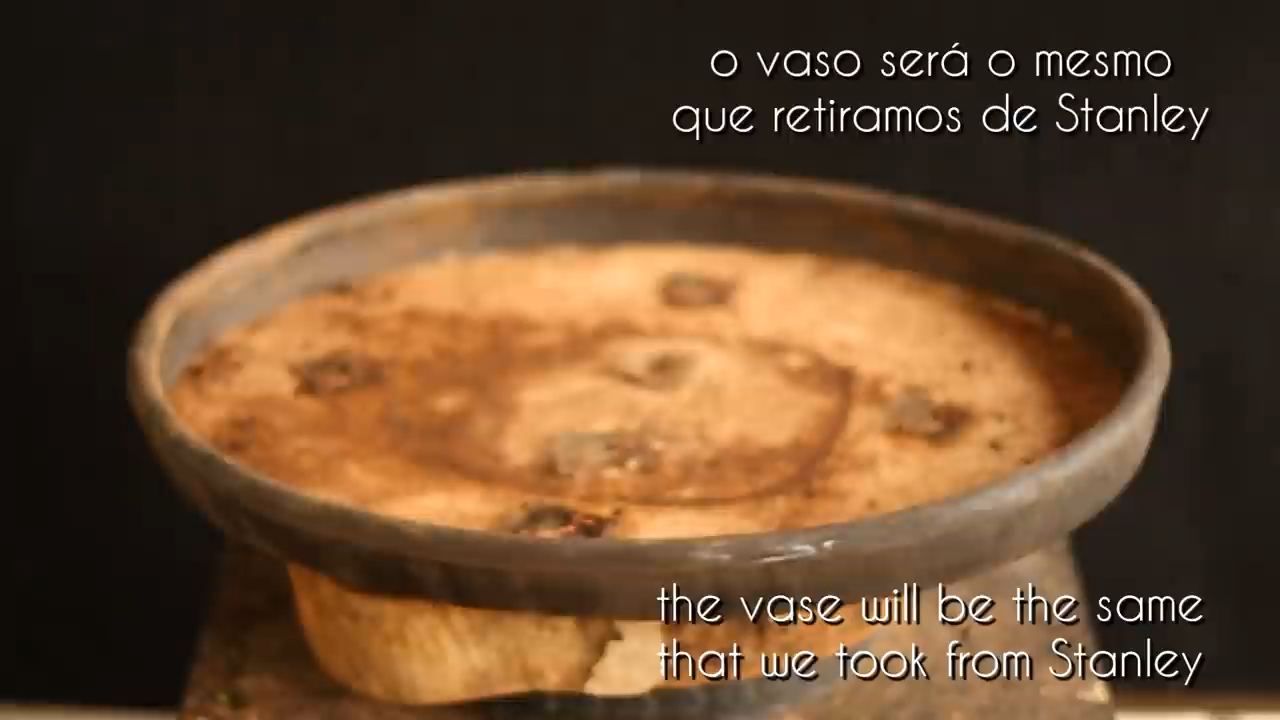 o vaso será o mesmo
que retiramos de Stanley
the vase will be the same
that we took from Stanley